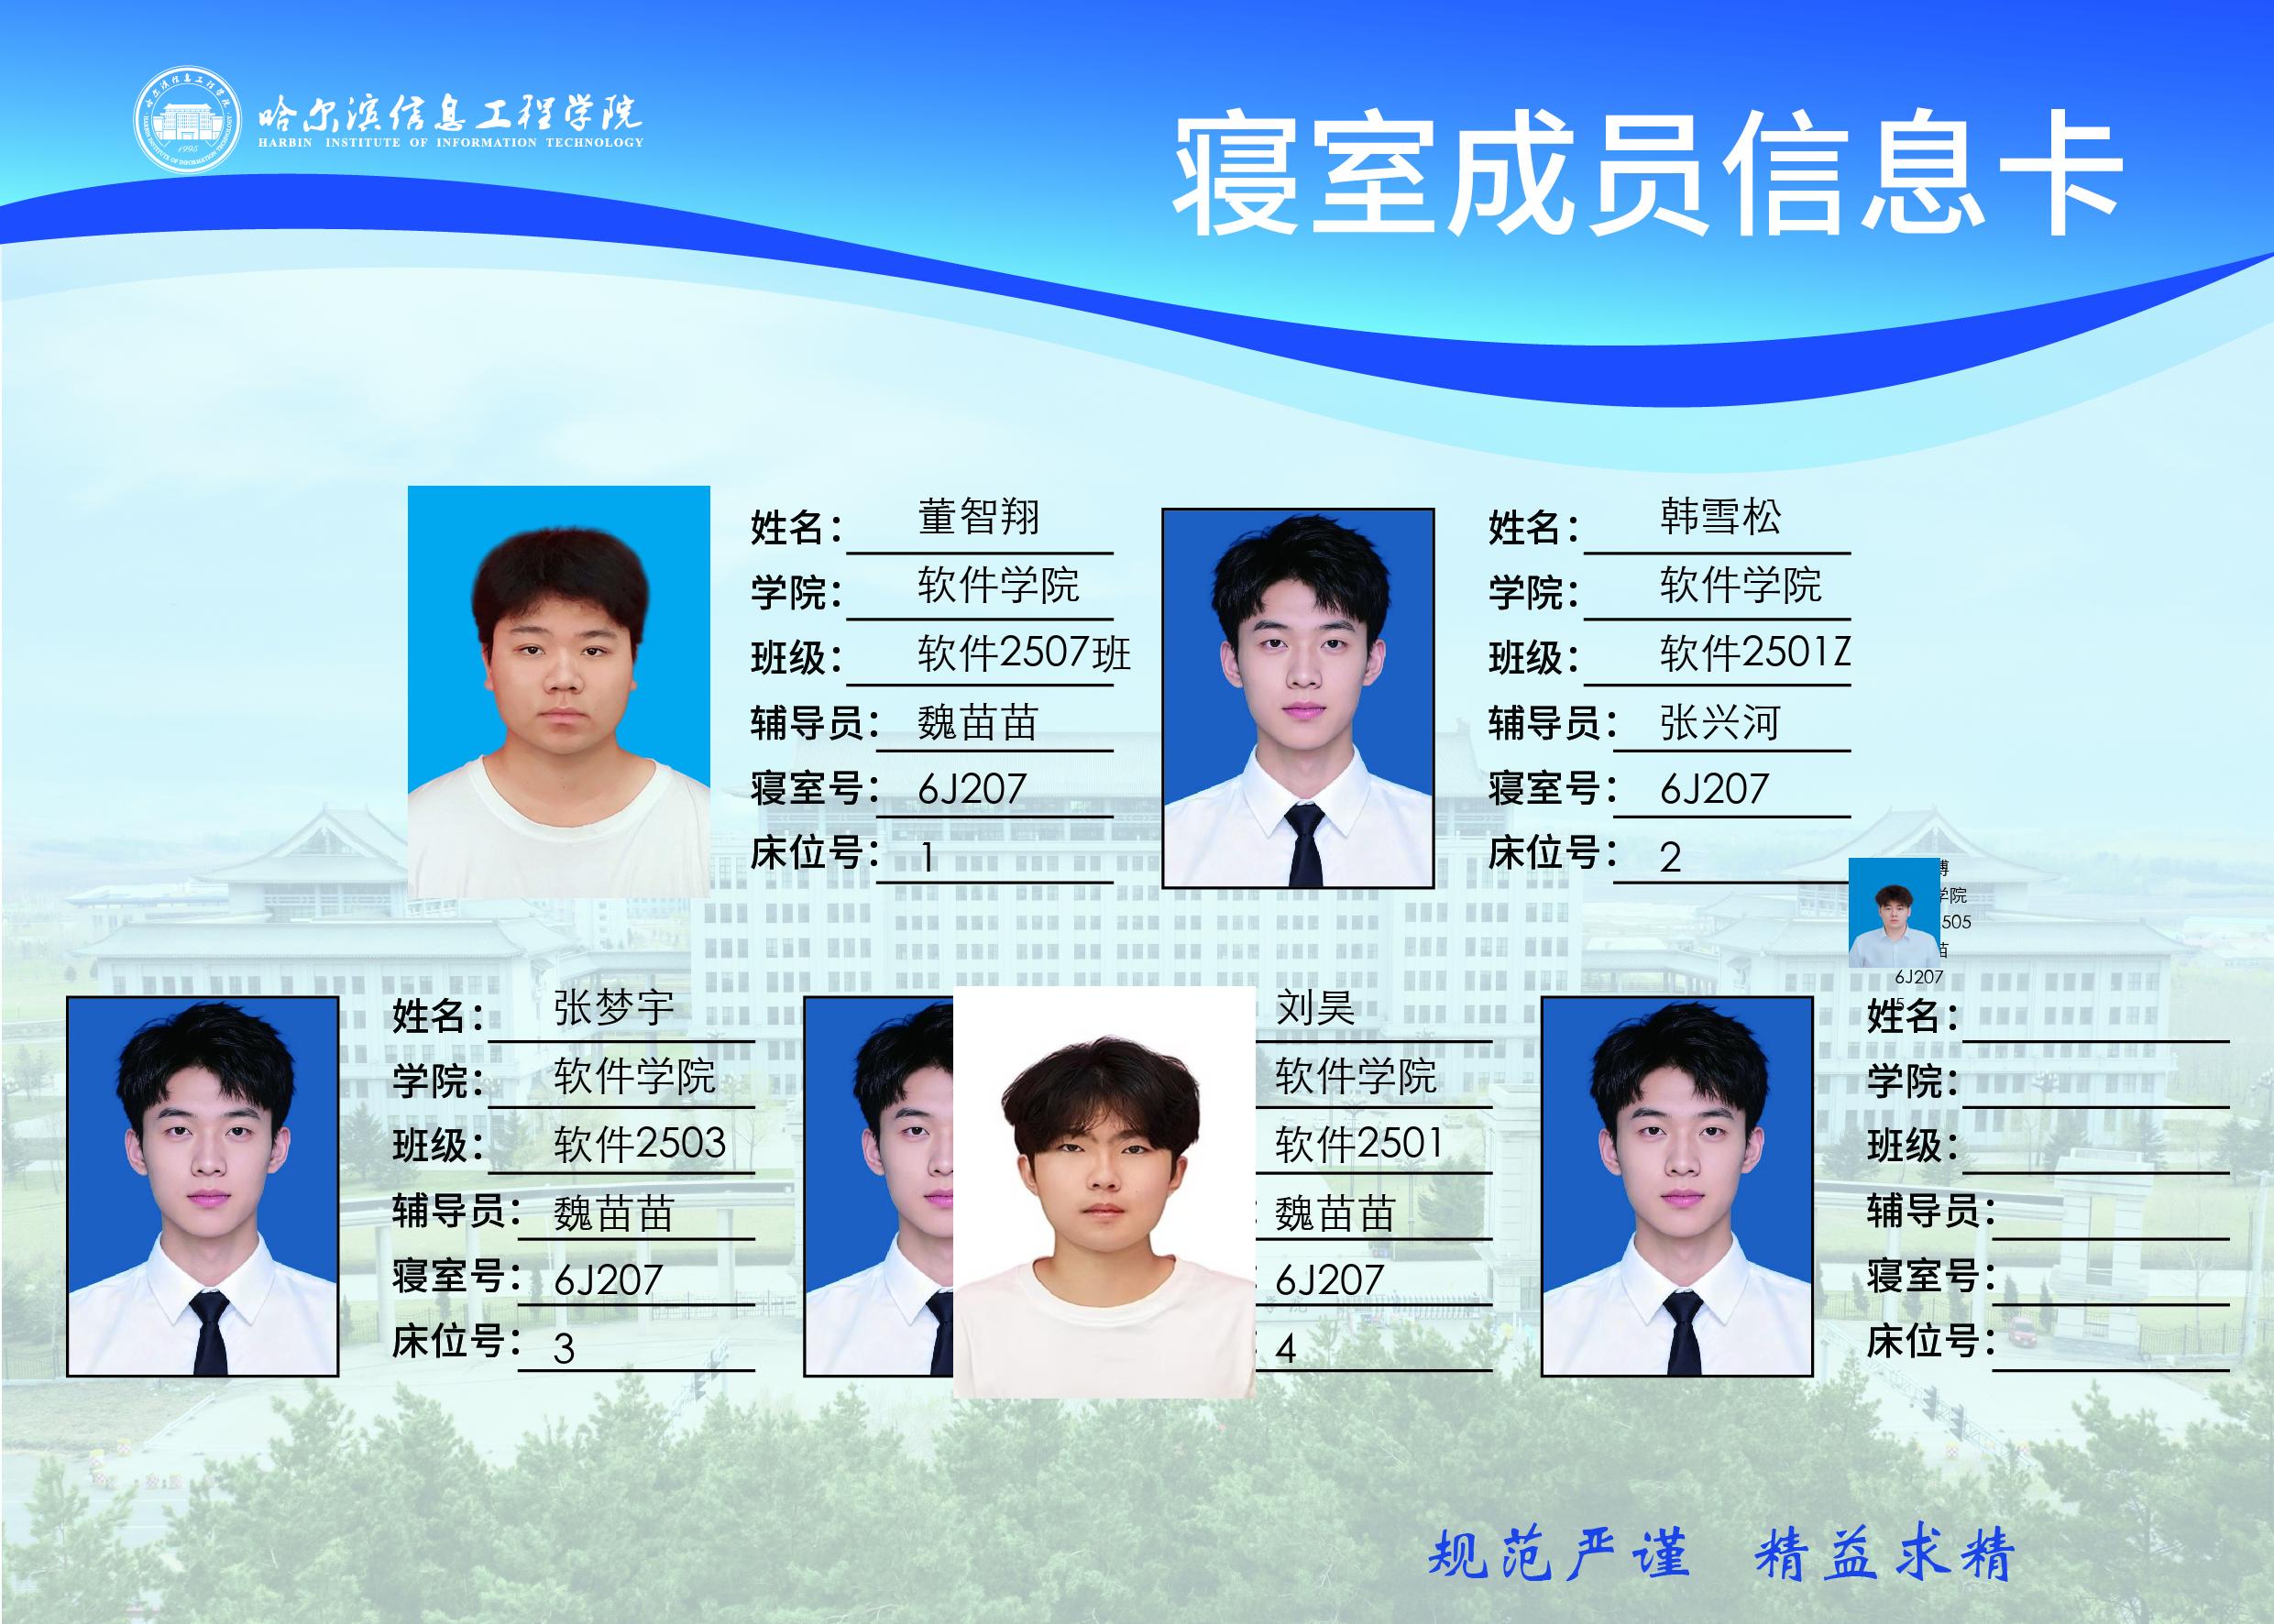 哈尔滨信息工程学院
HARBIN INSTITUTE OF INFORMATION TECHNOLOGY
1995
寝室成员信息卡
姓名： 董智翔
学院： 软件学院
班级： 软件2507班
辅导员： 魏苗苗
寝室号： 6J207
床位号： 1
姓名： 韩雪松
学院： 软件学院
班级： 软件2501Z
辅导员： 张兴河
寝室号： 6J207
床位号： 2
博
学院
505
苗
6J207
5
姓名： 张梦宇
学院： 软件学院
班级： 软件2503
辅导员： 魏苗苗
寝室号： 6J207
床位号： 3
刘昊
软件学院
软件2501
魏苗苗
6J207
4
姓名：
学院：
班级：
辅导员：
寝室号：
床位号：
规范严谨 精益求精